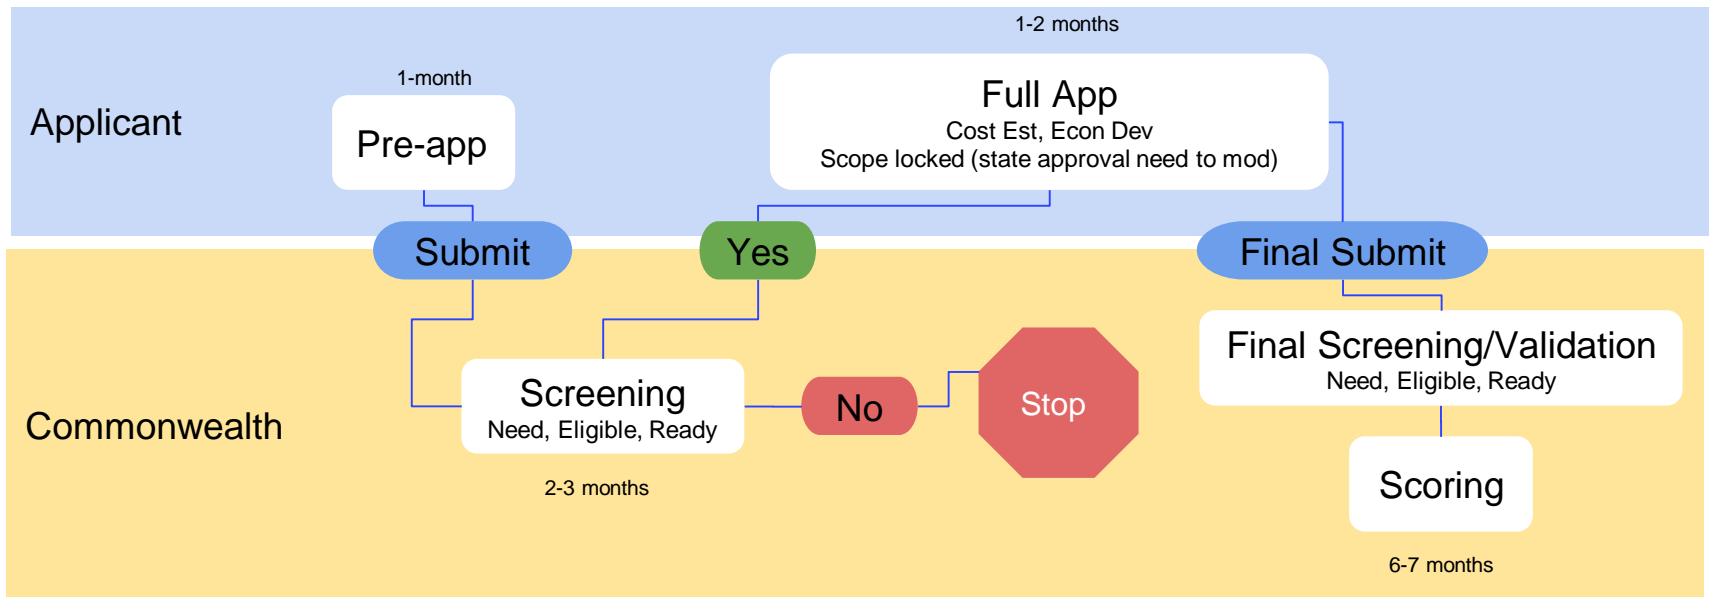 1-2 months
1-month
Full App
Cost Est, Econ Dev
Scope locked (state approval need to mod)
Applicant
Pre-app
Submit
Yes
Final Submit
Final Screening/Validation
Need, Eligible, Ready
Screening
Need, Eligible, Ready
No
Stop
Commonwealth
Scoring
2-3 months
6-7 months